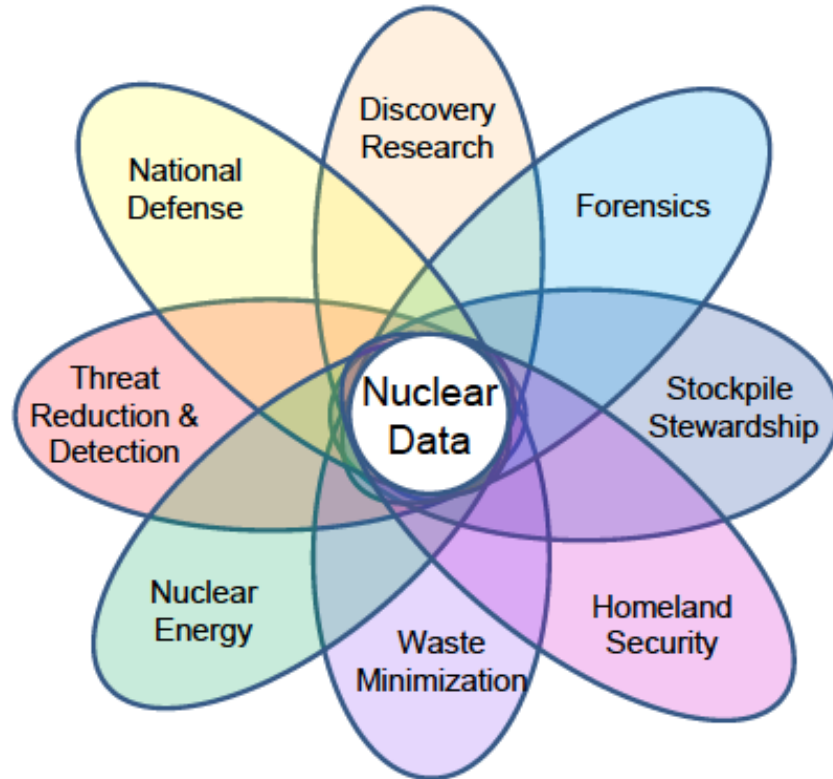 Discovery
Research
National
Defense
Forensics
Threat
Reduction &
Detection
Nuclear
Data
Stockpile
Stewardship
Nuclear
Energy
Waste
Minimization
Homeland
Security